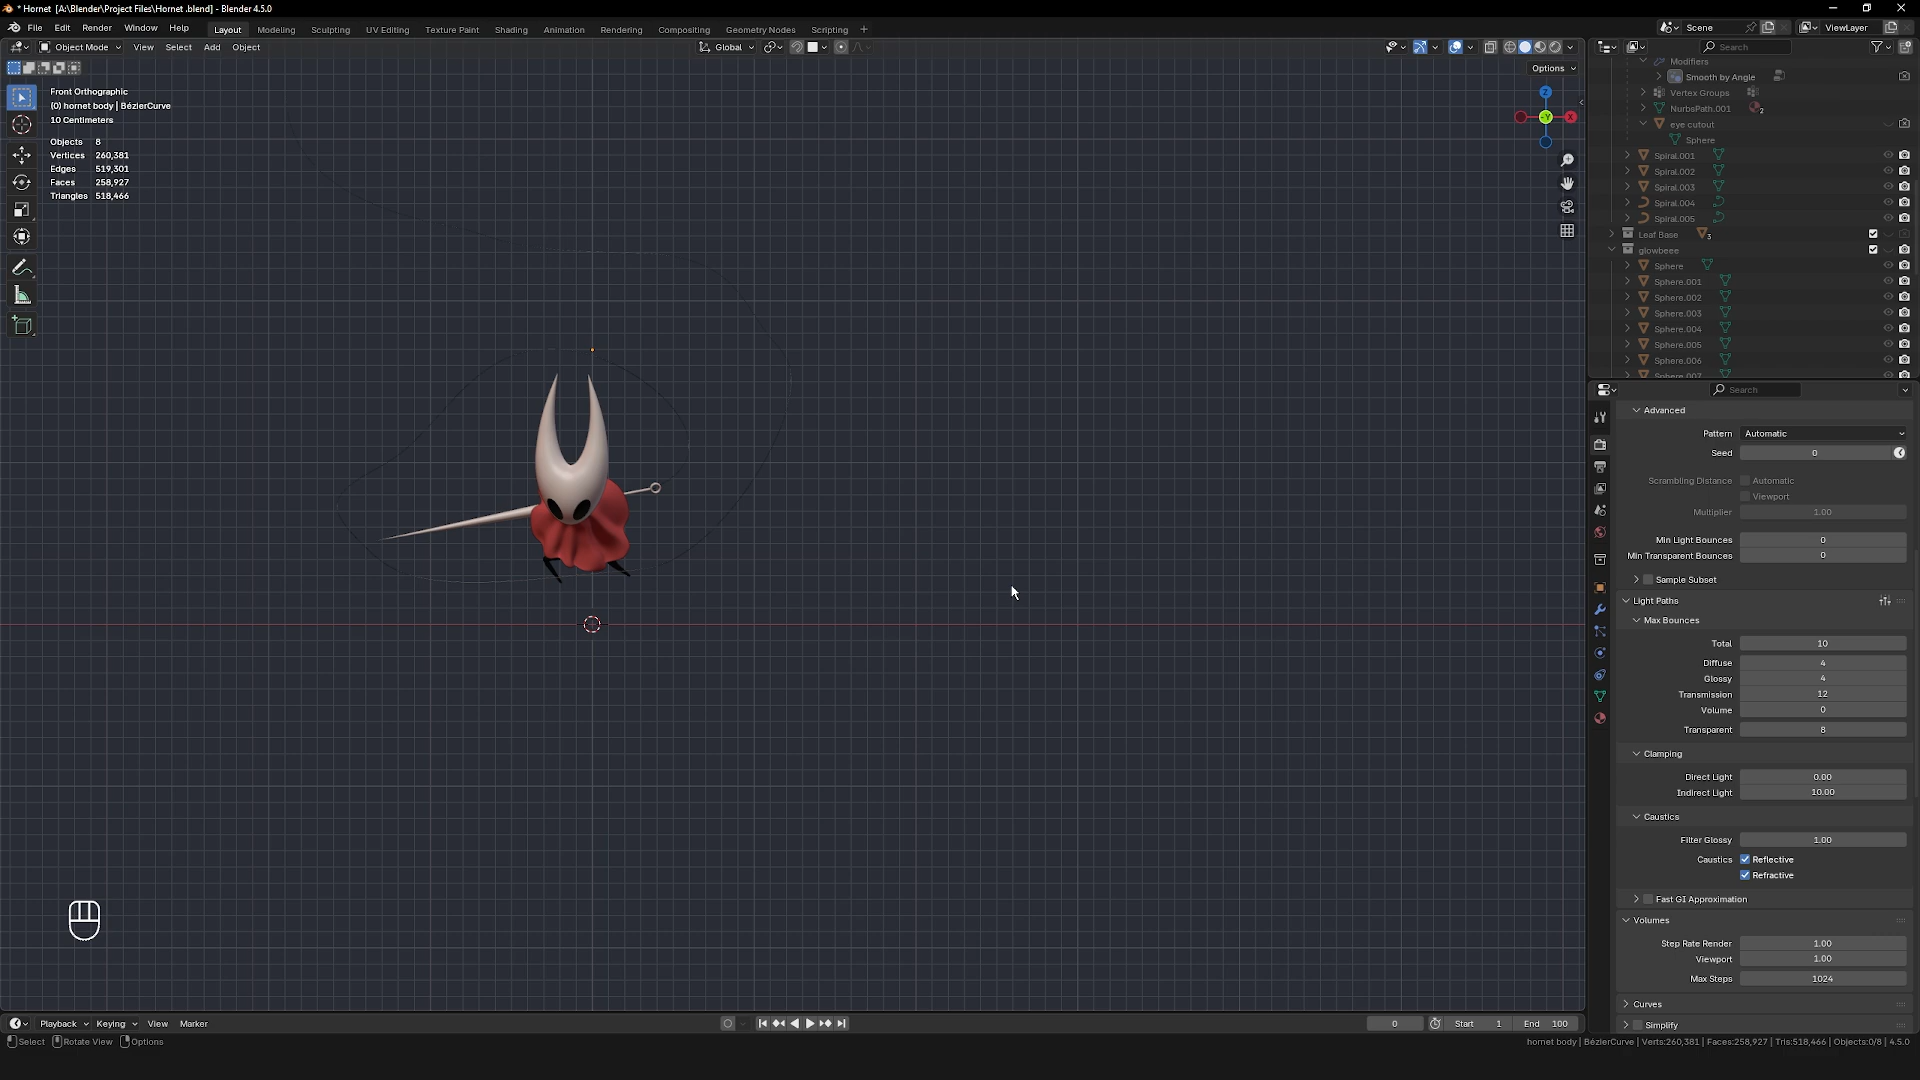 * Hornet  [A:\Blender\Project Files\Hornet .blend] - Blender 4.5.0
File Edit Render Window Help Layout Modeling Sculpting UV Editing Texture Paint Shading Animation Rendering Compositing Geometry Nodes Scripting + Scene ViewLayer
Object Mode View Select Add Object Global Search
Options
Front Orthographic
(0) hornet body | BézierCurve
10 Centimeters
Objects 8
Vertices 260,381
Edges 519,301
Faces 258,927
Triangles 518,466
Z
-Y
X
Modifiers
Smooth by Angle
Vertex Groups
NurbsPath.001 2
eye cutout
Sphere
Spiral.001
Spiral.002
Spiral.003
Spiral.004
Spiral.005
Leaf Base 3
glowbeee
Sphere
Sphere.001
Sphere.002
Sphere.003
Sphere.004
Sphere.005
Sphere.006
Sphere.007
Search
Advanced
Pattern Automatic
Seed 0
Scrambling Distance Automatic
Viewport
Multiplier 1.00
Min Light Bounces 0
Min Transparent Bounces 0
Sample Subset
Light Paths
Max Bounces
Total 10
Diffuse 4
Glossy 4
Transmission 12
Volume 0
Transparent 8
Clamping
Direct Light 0.00
Indirect Light 10.00
Caustics
Filter Glossy 1.00
Caustics Reflective
Refractive
Fast GI Approximation
Volumes
Step Rate Render 1.00
Viewport 1.00
Max Steps 1024
Curves
Simplify
Playback Keying View Marker 0 Start 1 End 100
Select Rotate View Options hornet body | BézierCurve | Verts:260,381 | Faces:258,927 | Tris:518,466 | Objects:0/8 | 4.5.0